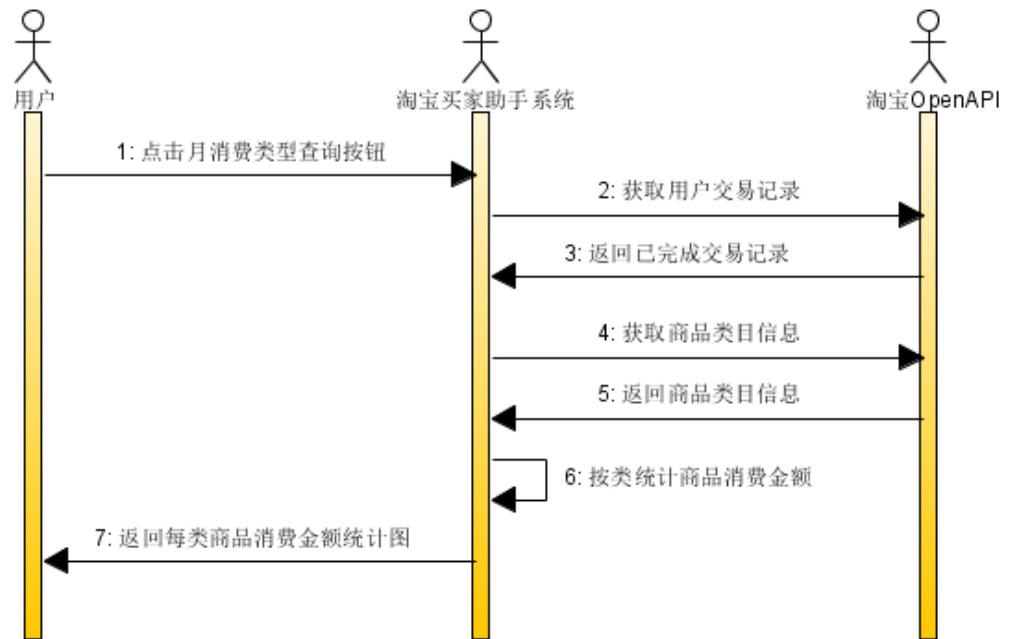 用户
淘宝买家助手系统
淘宝OpenAPI
1: 点击月消费类型查询按钮
2: 获取用户交易记录
3: 返回已完成交易记录
4: 获取商品类目信息
5: 返回商品类目信息
6: 按类统计商品消费金额
7: 返回每类商品消费金额统计图